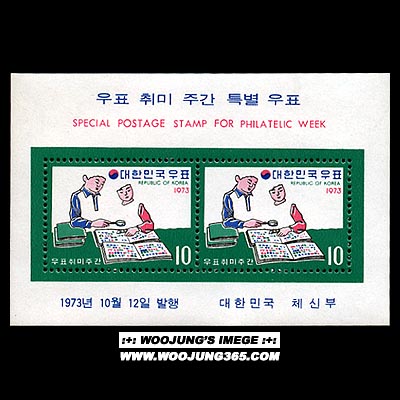 우표 취미 주간 특별 우표
SPECIAL POSTAGE STAMP FOR PHILATELIC WEEK
대한민국우표
REPUBLIC OF KOREA
1973
우표취미주간
10
대한민국우표
REPUBLIC OF KOREA
1973
우표취미주간
10
1973년 10월 12일 발행
대한민국 체신부
:+: WOOJUNG'S IMEGE :+:
WWW.WOOJUNG365.COM